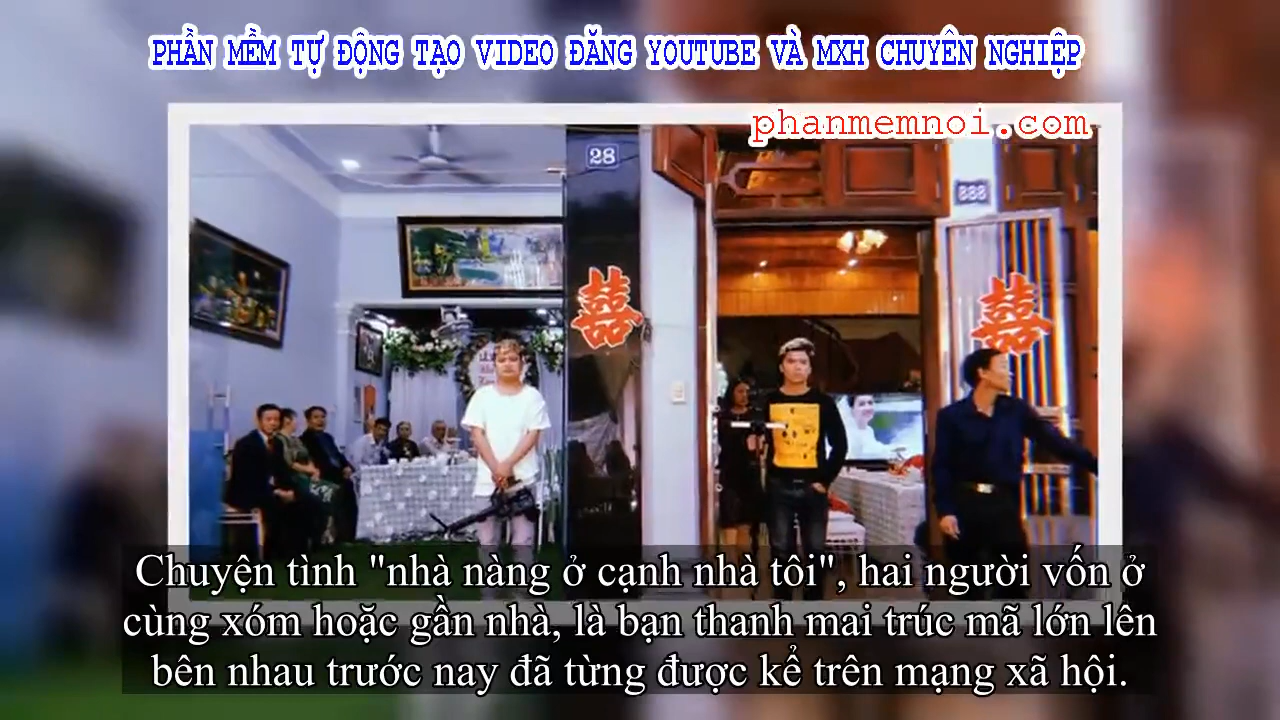 PHẦN MỀM TỰ ĐỘNG TẠO VIDEO ĐĂNG YOUTUBE VÀ MXH CHUYÊN NGHIỆP
phanmemnoi.com
28
888
囍
囍
Chuyện tình "nhà nàng ở cạnh nhà tôi", hai người vốn ở
cùng xóm hoặc gần nhà, là bạn thanh mai trúc mã lớn lên
bên nhau trước nay đã từng được kể trên mạng xã hội.